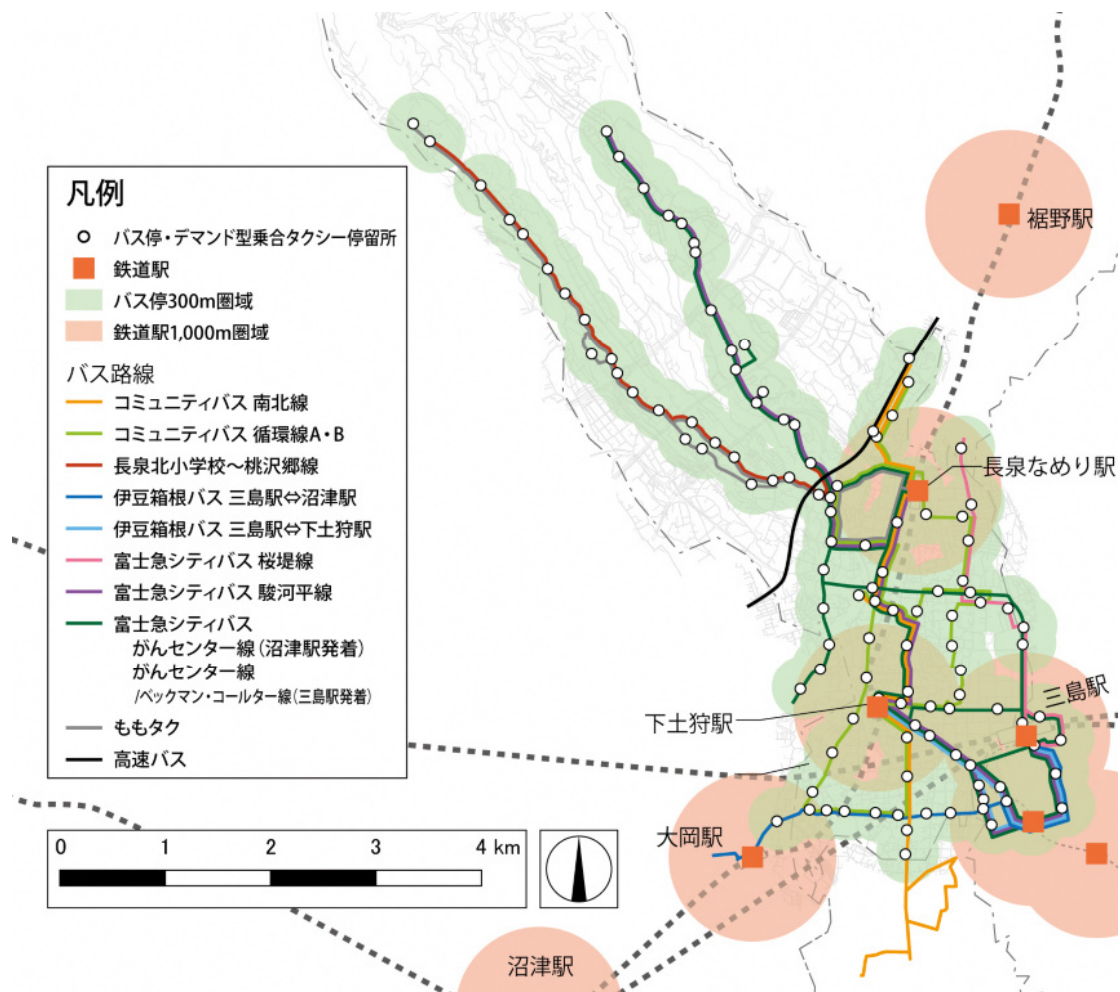 凡例
バス停・デマンド型乗合タクシー停留所
鉄道駅
バス停300m圏域
鉄道駅1,000m圏域
バス路線
コミュニティバス 南北線
コミュニティバス 循環線A・B
長泉北小学校〜桃沢郷線
伊豆箱根バス 三島駅⇔沼津駅
伊豆箱根バス 三島駅⇔下土狩駅
富士急シティバス 桜堤線
富士急シティバス 駿河平線
富士急シティバス
がんセンター線(沼津駅発着)
がんセンター線
/ベックマン・コールター線(三島駅発着)
ももタク
高速バス
0 1 2 3 4 km
裾野駅
長泉なめり駅
三島駅
下土狩駅
大岡駅
沼津駅